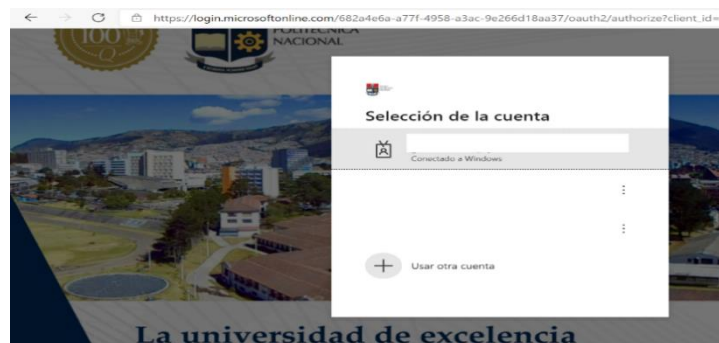 https://login.microsoftonline.com/682a4e6a-a77f-4958-a3ac-9e266d18aa37/oauth2/authorize?client_id=
100
POLITÉCNICA
NACIONAL
Selección de la cuenta
Conectado a Windows
Usar otra cuenta
La universidad de excelencia